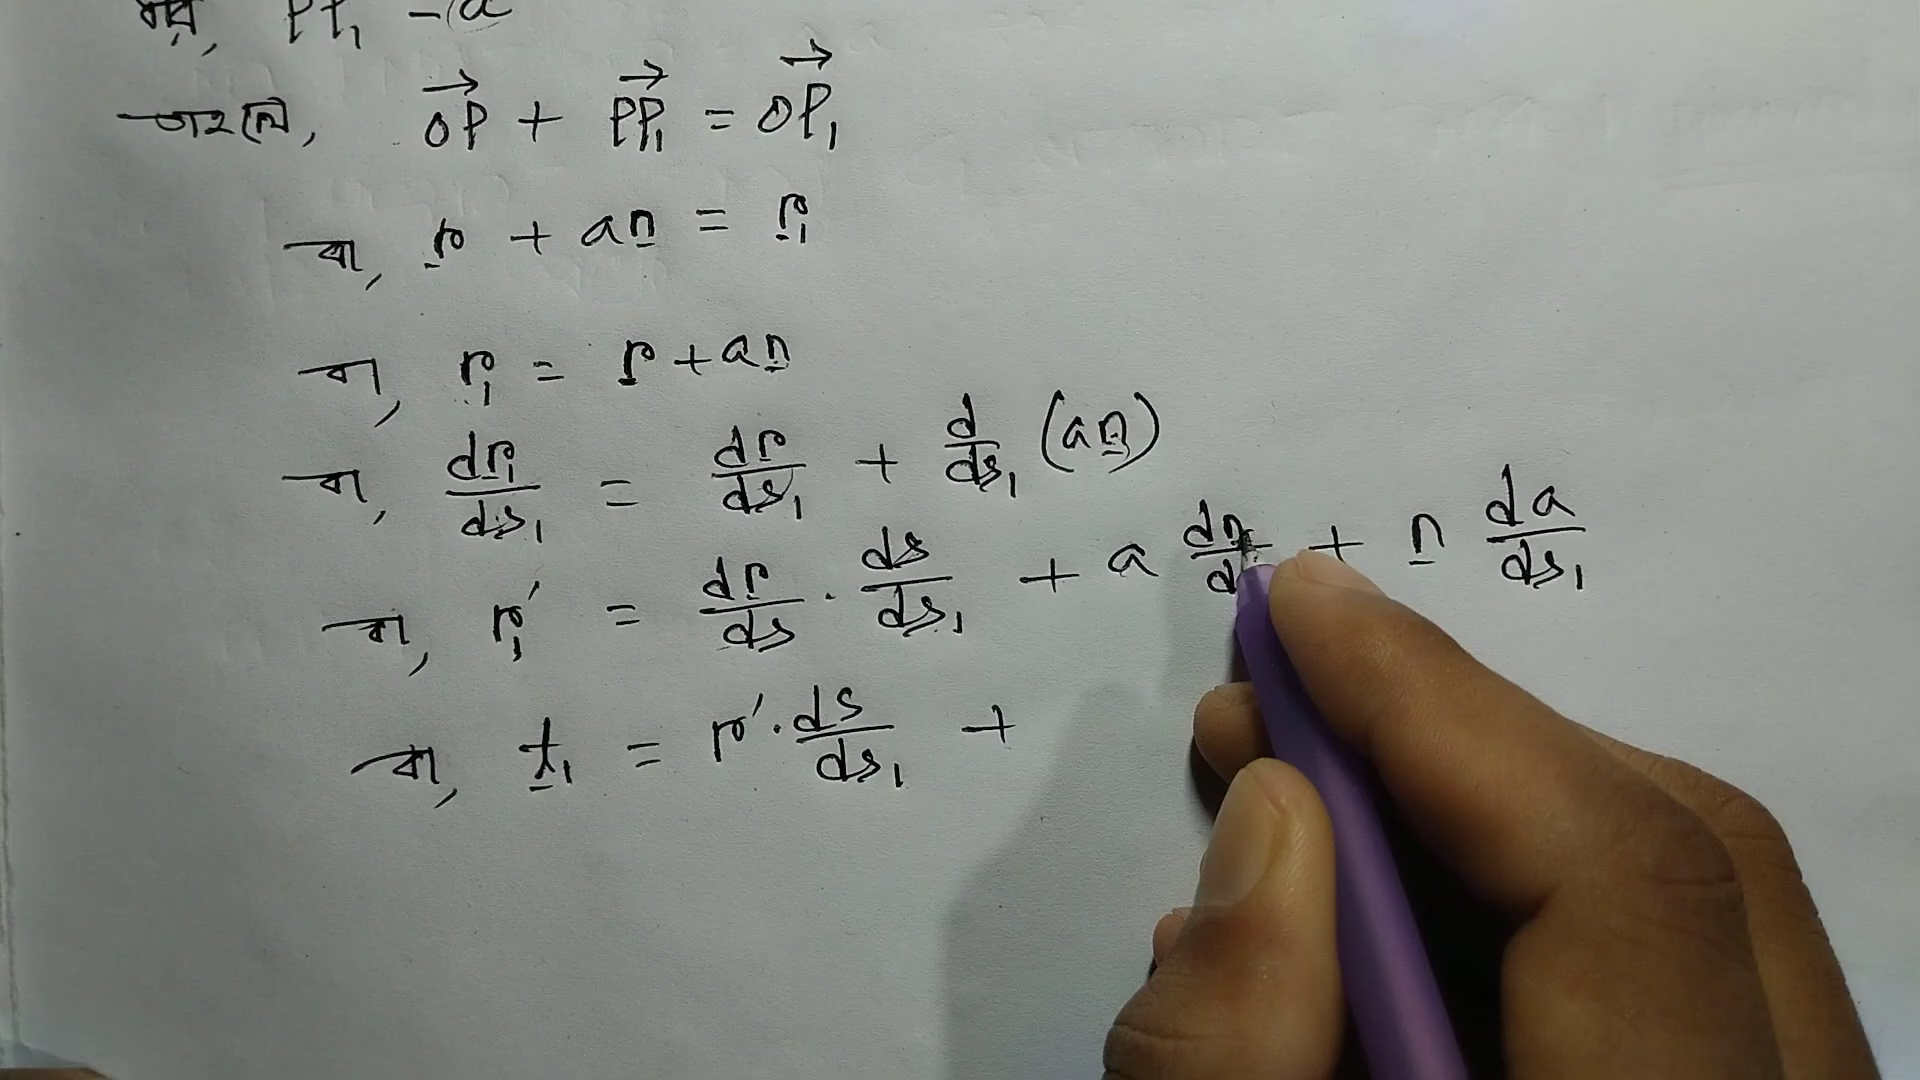 ধরি, PP₁ = a
তাহলে, →OP + →PP₁ = →OP₁
বা, r + an = r₁
বা, r₁ = r + an
বা, dr₁/ds₁ = dr/ds₁ + d/ds₁ (an)
বা, r₁′ = dr/ds · ds/ds₁ + a dn/d + n da/ds₁
বা, t₁ = r′ · ds/ds₁ +